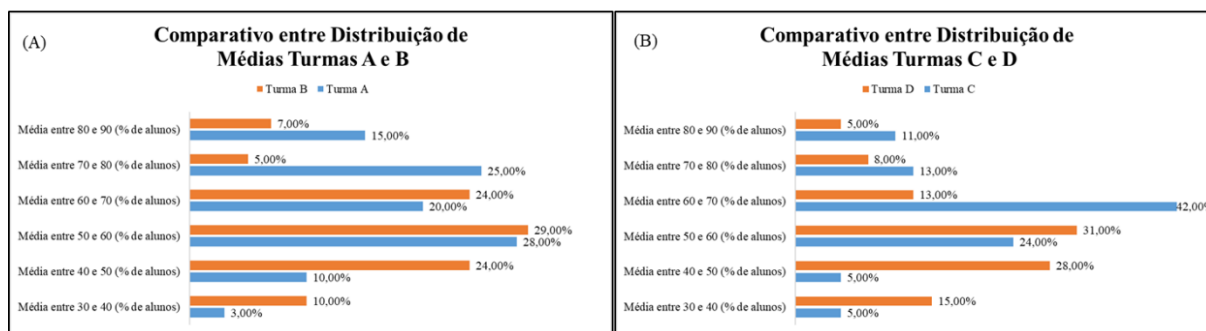 (A)
Comparativo entre Distribuição de
Médias Turmas A e B
Turma B Turma A
Média entre 80 e 90 (% de alunos) 7,00%
15,00%
Média entre 70 e 80 (% de alunos) 5,00%
25,00%
Média entre 60 e 70 (% de alunos) 24,00%
20,00%
Média entre 50 e 60 (% de alunos) 29,00%
28,00%
Média entre 40 e 50 (% de alunos) 24,00%
10,00%
Média entre 30 e 40 (% de alunos) 10,00%
3,00%
(B)
Comparativo entre Distribuição de
Médias Turmas C e D
Turma D Turma C
Média entre 80 e 90 (% de alunos) 5,00%
11,00%
Média entre 70 e 80 (% de alunos) 8,00%
13,00%
Média entre 60 e 70 (% de alunos) 13,00%
42,00%
Média entre 50 e 60 (% de alunos) 31,00%
24,00%
Média entre 40 e 50 (% de alunos) 28,00%
5,00%
Média entre 30 e 40 (% de alunos) 15,00%
5,00%